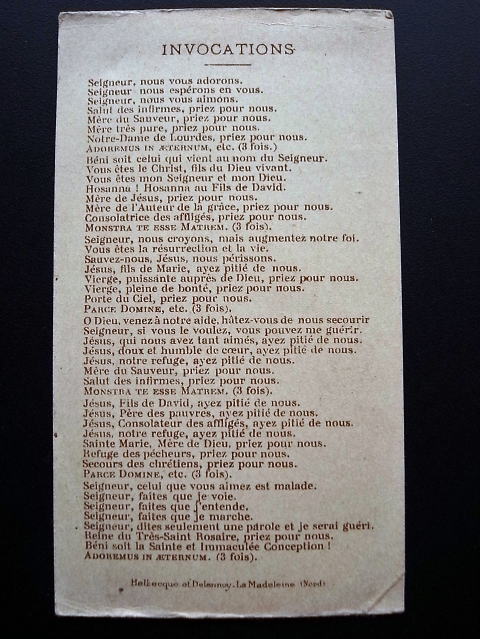 INVOCATIONS
Seigneur, nous vous adorons.
Seigneur nous espérons en vous.
Seigneur, nous vous aimons.
Salut des infirmes, priez pour nous.
Mère du Sauveur, priez pour nous.
Mère très pure, priez pour nous.
Notre-Dame de Lourdes, priez pour nous.
ADOREMUS IN ÆTERNUM, etc. (3 fois.)
Béni soit celui qui vient au nom du Seigneur.
Vous êtes le Christ, fils du Dieu vivant.
Vous êtes mon Seigneur et mon Dieu.
Hosanna ! Hosanna au Fils de David.
Mère de Jésus, priez pour nous.
Mère de l'Auteur de la grâce, priez pour nous.
Consolatrice des affligés, priez pour nous.
MONSTRA TE ESSE MATREM. (3 fois).
Seigneur, nous croyons, mais augmentez notre foi.
Vous êtes la résurrection et la vie.
Sauvez-nous, Jésus, nous périssons.
Jésus, fils de Marie, ayez pitié de nous.
Vierge, puissante auprès de Dieu, priez pour nous.
Vierge, pleine de bonté, priez pour nous.
Porte du Ciel, priez pour nous.
PARCE DOMINE, etc. (3 fois).
O Dieu, venez à notre aide, hâtez-vous de nous secourir
Seigneur, si vous le voulez, vous pouvez me guérir.
Jésus, qui nous avez tant aimés, ayez pitié de nous.
Jésus, doux et humble de cœur, ayez pitié de nous.
Jésus, notre refuge, ayez pitié de nous.
Mère du Sauveur, priez pour nous.
Salut des infirmes, priez pour nous.
MONSTRA TE ESSE MATREM. (3 fois).
Jésus, Fils de David, ayez pitié de nous.
Jésus, Père des pauvres, ayez pitié de nous.
Jésus, Consolateur des affligés, ayez pitié de nous.
Jésus, notre refuge, ayez pitié de nous.
Sainte Marie, Mère de Dieu, priez pour nous.
Refuge des pécheurs, priez pour nous.
Secours des chrétiens, priez pour nous.
PARCE DOMINE, etc. (3 fois).
Seigneur, celui que vous aimez est malade.
Seigneur, faites que je voie.
Seigneur, faites que j'entende.
Seigneur, faites que je marche.
Seigneur, dites seulement une parole et je serai guéri.
Reine du Très-Saint Rosaire, priez pour nous.
Béni soit la Sainte et Immaculée Conception !
ADOREMUS IN ÆTERNUM. (3 fois).
et Delennoy. La Madeleine (Nord)